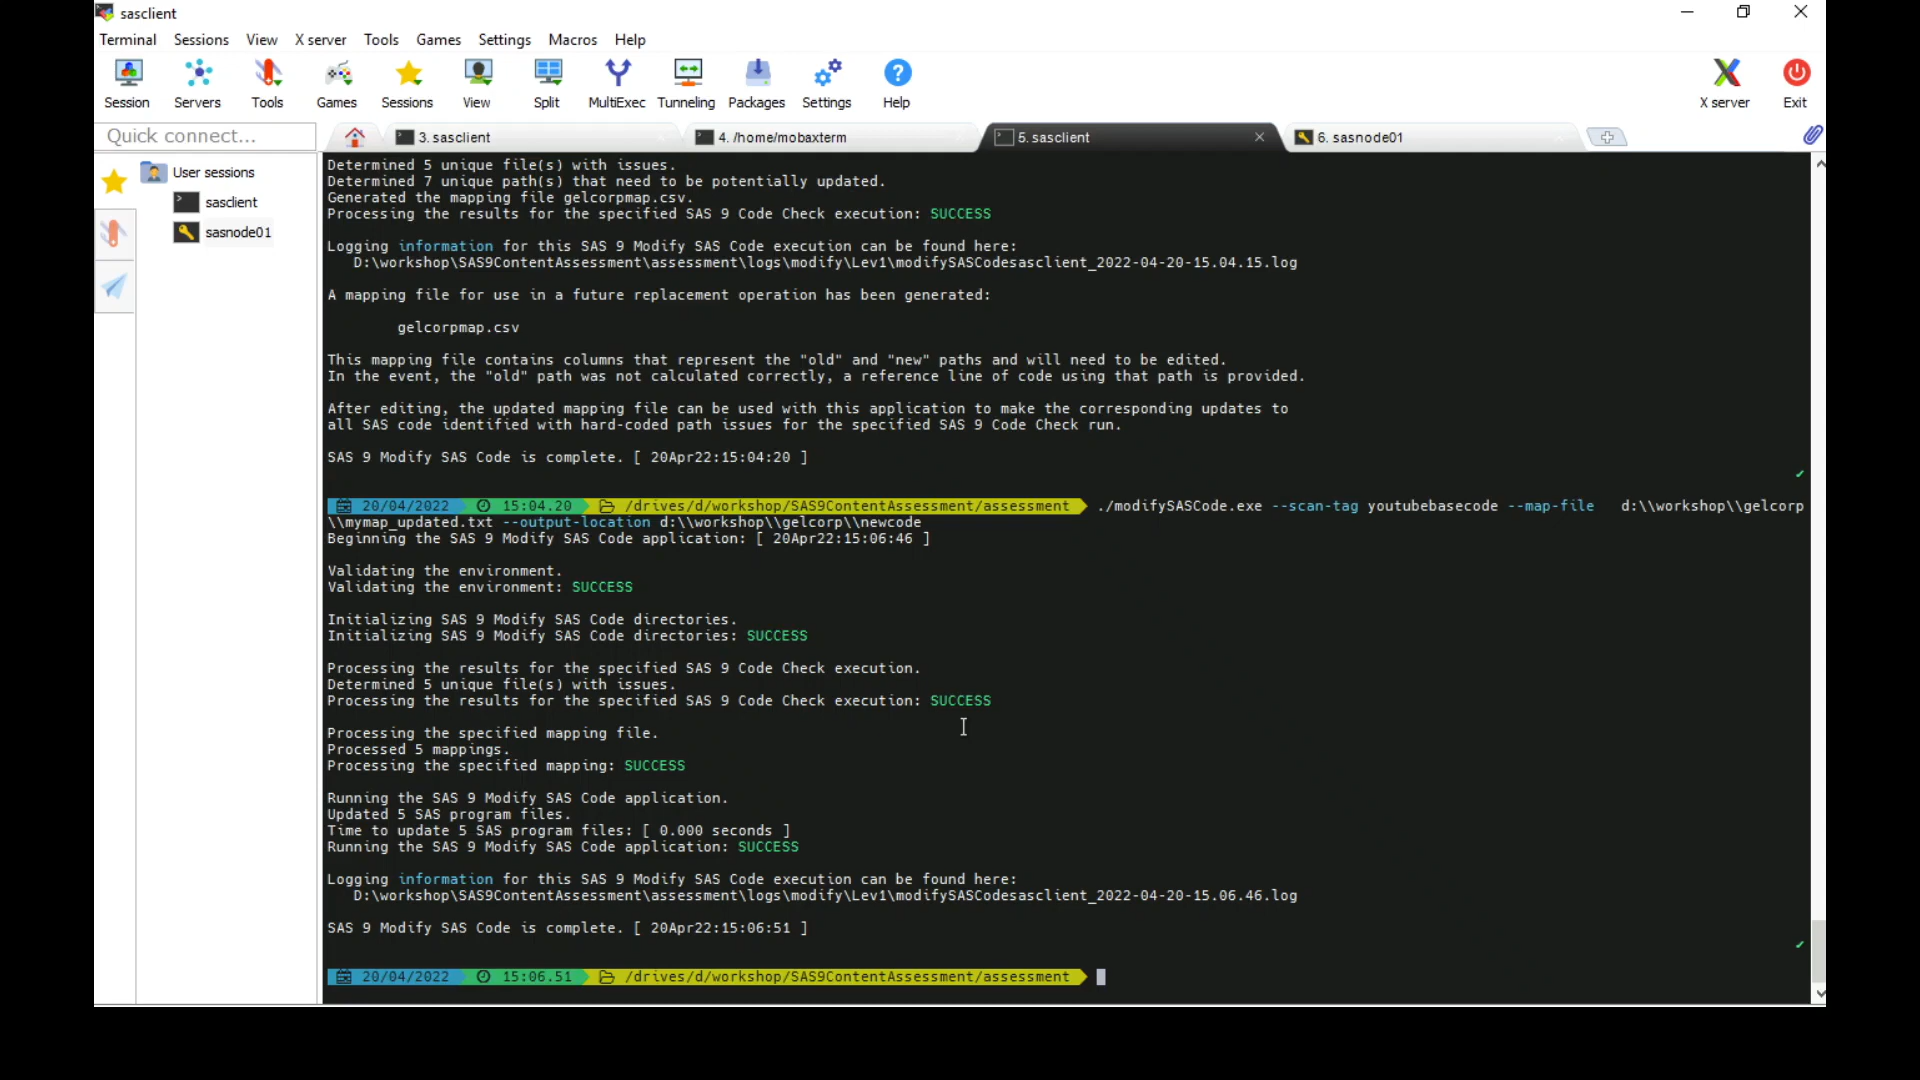 sasclient
Terminal Sessions View X server Tools Games Settings Macros Help
Session Servers Tools Games Sessions View Split MultiExec Tunneling Packages Settings Help X server Exit
Quick connect... 3. sasclient 4. /home/mobaxterm 5. sasclient 6. sasnode01
User sessions
sasclient
sasnode01
Determined 5 unique file(s) with issues.
Determined 7 unique path(s) that need to be potentially updated.
Generated the mapping file gelcorpmap.csv.
Processing the results for the specified SAS 9 Code Check execution: SUCCESS
Logging information for this SAS 9 Modify SAS Code execution can be found here:
D:\workshop\SAS9ContentAssessment\assessment\logs\modify\Lev1\modifySASCodesasclient_2022-04-20-15.04.15.log
A mapping file for use in a future replacement operation has been generated:
gelcorpmap.csv
This mapping file contains columns that represent the "old" and "new" paths and will need to be edited.
In the event, the "old" path was not calculated correctly, a reference line of code using that path is provided.
After editing, the updated mapping file can be used with this application to make the corresponding updates to
all SAS code identified with hard-coded path issues for the specified SAS 9 Code Check run.
SAS 9 Modify SAS Code is complete. [ 20Apr22:15:04:20 ]
20/04/2022 15:04.20 /drives/d/workshop/SAS9ContentAssessment/assessment ./modifySASCode.exe --scan-tag youtubebasecode --map-file d:\\workshop\\gelcorp
\\mymap_updated.txt --output-location d:\\workshop\\gelcorp\\newcode
Beginning the SAS 9 Modify SAS Code application: [ 20Apr22:15:06:46 ]
Validating the environment.
Validating the environment: SUCCESS
Initializing SAS 9 Modify SAS Code directories.
Initializing SAS 9 Modify SAS Code directories: SUCCESS
Processing the results for the specified SAS 9 Code Check execution.
Determined 5 unique file(s) with issues.
Processing the results for the specified SAS 9 Code Check execution: SUCCESS
Processing the specified mapping file.
Processed 5 mappings.
Processing the specified mapping: SUCCESS
Running the SAS 9 Modify SAS Code application.
Updated 5 SAS program files.
Time to update 5 SAS program files: [ 0.000 seconds ]
Running the SAS 9 Modify SAS Code application: SUCCESS
Logging information for this SAS 9 Modify SAS Code execution can be found here:
D:\workshop\SAS9ContentAssessment\assessment\logs\modify\Lev1\modifySASCodesasclient_2022-04-20-15.06.46.log
SAS 9 Modify SAS Code is complete. [ 20Apr22:15:06:51 ]
20/04/2022 15:06.51 /drives/d/workshop/SAS9ContentAssessment/assessment